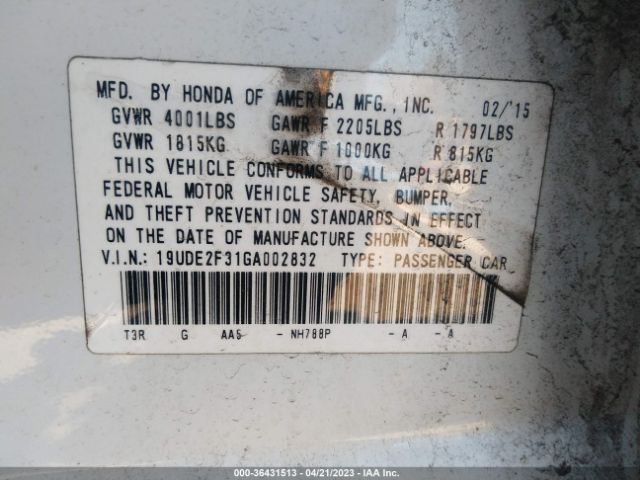 MFD. BY HONDA OF AMERICA MFG., INC. 02/'15
GVWR 4001LBS GAWR F 2205LBS R 1797LBS
GVWR 1815KG GAWR F 1000KG R 815KG
THIS VEHICLE CONFORMS TO ALL APPLICABLE
FEDERAL MOTOR VEHICLE SAFETY, BUMPER,
AND THEFT PREVENTION STANDARDS IN EFFECT
ON THE DATE OF MANUFACTURE SHOWN ABOVE.
V.I.N.: 19UDE2F31GA002832 TYPE: PASSENGER CAR
T3R G AA5 - NH788P - A - A
000-36431513 - 04/21/2023 - IAA Inc.